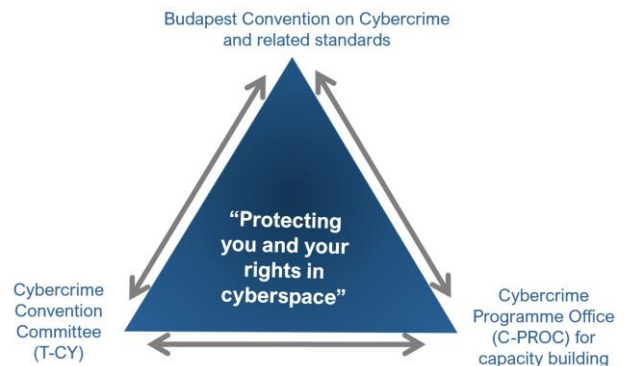 Budapest Convention on Cybercrime
and related standards
“Protecting
you and your
rights in
cyberspace”
Cybercrime
Convention
Committee
(T-CY)
Cybercrime
Programme Office
(C-PROC) for
capacity building